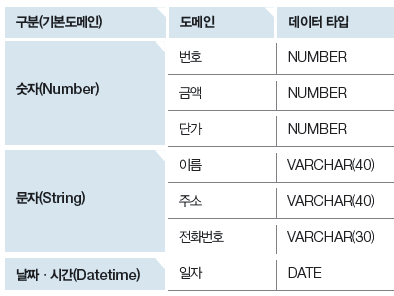 구분(기본도메인) 도메인 데이터 타입
숫자(Number) 번호 NUMBER
금액 NUMBER
단가 NUMBER
문자(String) 이름 VARCHAR(40)
주소 VARCHAR(40)
전화번호 VARCHAR(30)
날짜 · 시간(Datetime) 일자 DATE